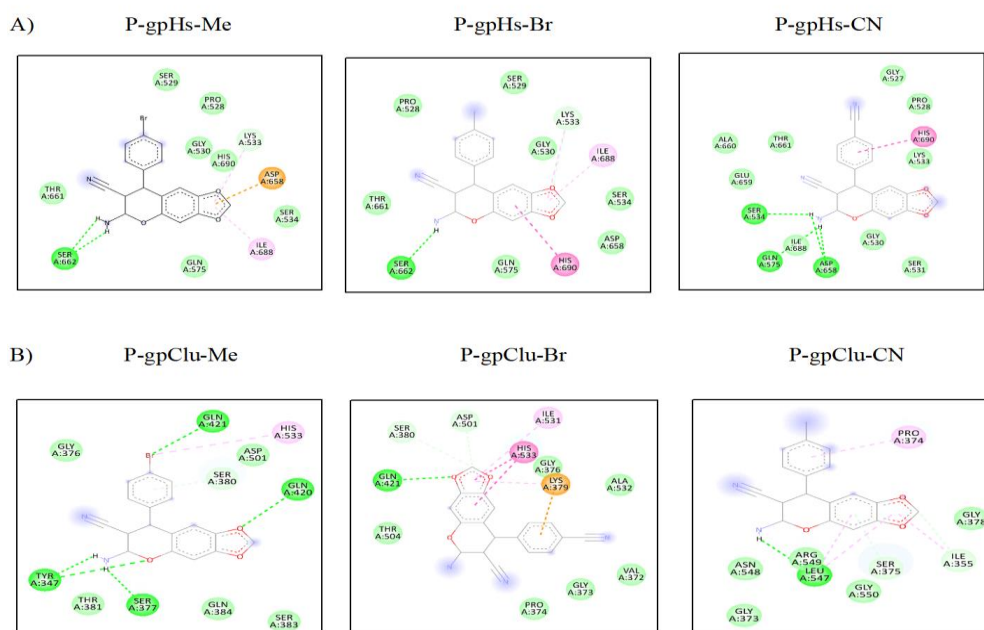 A) P-gpHs-Me P-gpHs-Br P-gpHs-CN
SER
A:529
PRO
A:528
GLY
A:530
HIS
A:690
LYS
A:533
ASP
A:658
THR
A:661
SER
A:534
SER
A:662
GLN
A:575
ILE
A:688
Br
N
N
H
H
O
O
O
SER
A:529
PRO
A:528
LYS
A:533
GLY
A:530
ILE
A:688
THR
A:661
SER
A:534
ASP
A:658
SER
A:662
GLN
A:575
HIS
A:690
N
N
H
O
O
O
GLY
A:527
PRO
A:528
HIS
A:690
LYS
A:533
ALA
A:660
THR
A:661
GLU
A:659
SER
A:534
ILE
A:688
GLN
A:575
ASP
A:658
GLY
A:530
SER
A:531
N
N
N
H
H
O
O
O
B) P-gpClu-Me P-gpClu-Br P-gpClu-CN
GLN
A:421
HIS
A:533
GLY
A:376
ASP
A:501
SER
A:380
GLN
A:420
TYR
A:347
THR
A:381
SER
A:377
GLN
A:384
SER
A:383
Br
N
N
H
H
O
O
O
SER
A:380
ASP
A:501
ILE
A:531
HIS
A:533
GLY
A:376
GLN
A:421
LYS
A:379
ALA
A:532
THR
A:504
VAL
A:372
GLY
A:373
PRO
A:374
O
O
O
N
N
N
PRO
A:374
GLY
A:378
ARG
A:549
ASN
A:548
LEU
A:547
SER
A:375
ILE
A:355
GLY
A:550
GLY
A:373
N
N
H
O
O
O